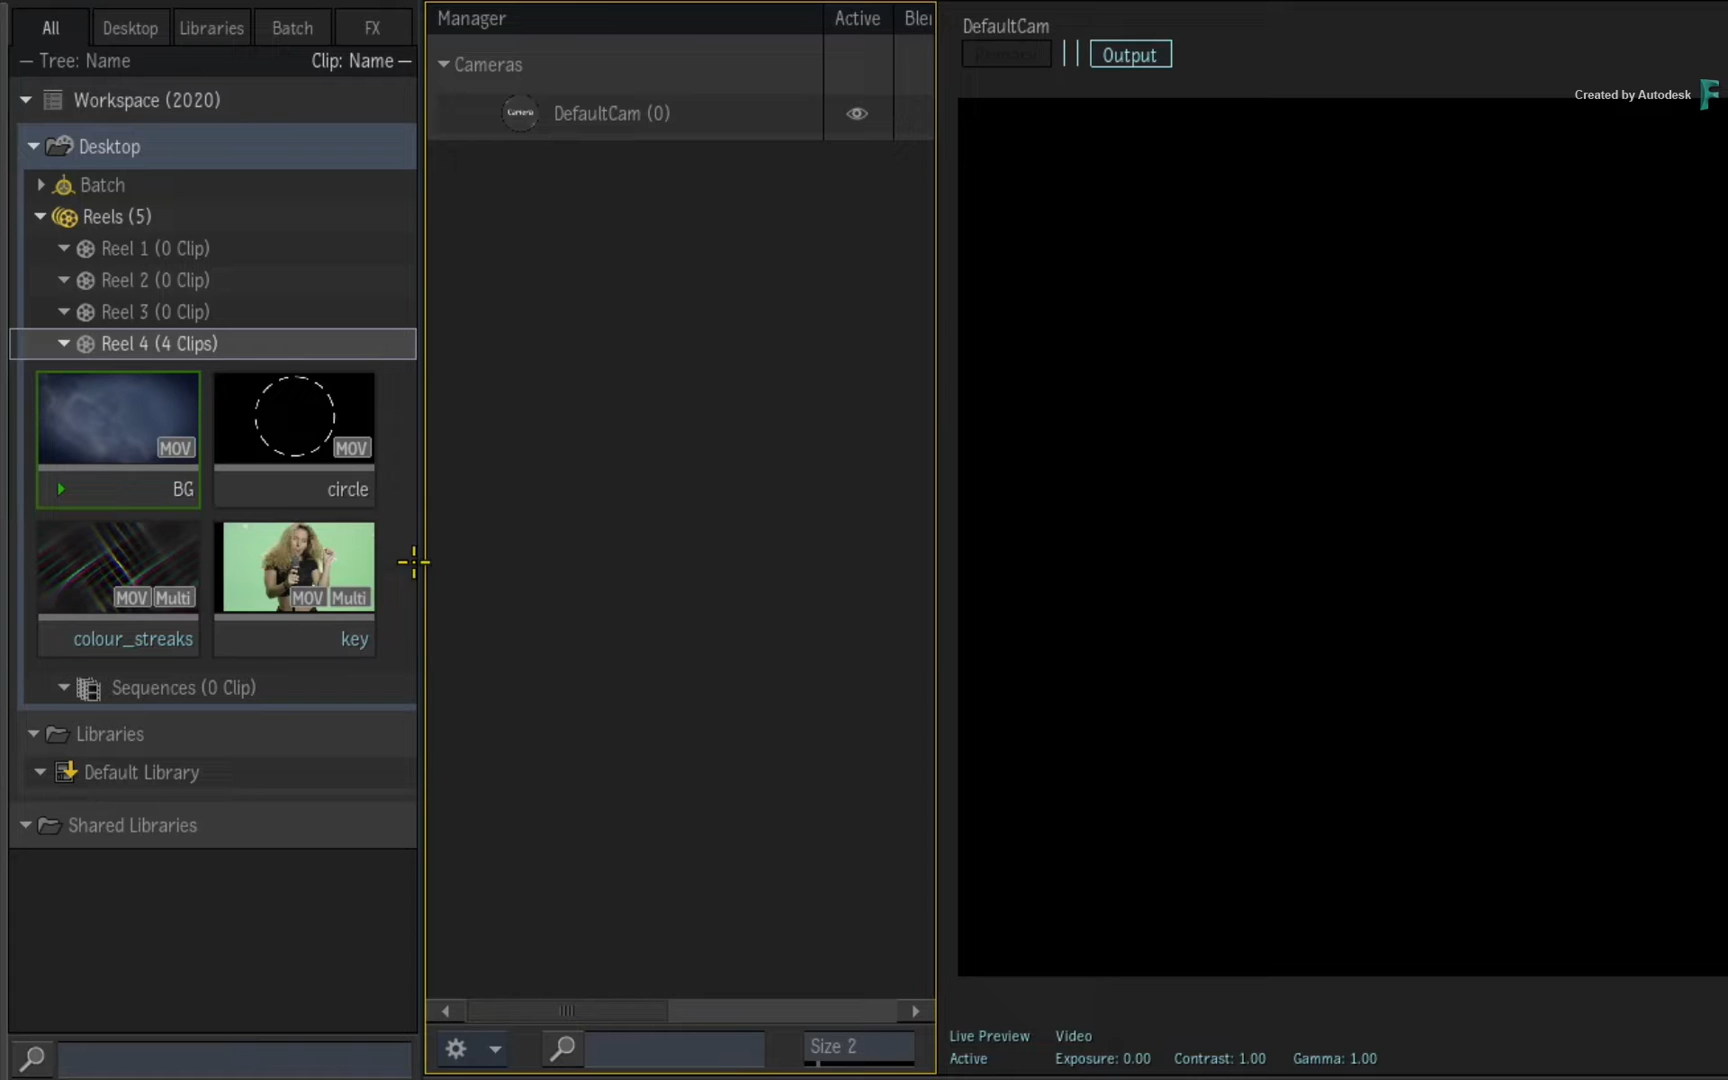 All
Desktop
Libraries
Batch
FX
Tree: Name
Clip: Name
Workspace (2020)
Desktop
Batch
Reels (5)
Reel 1 (0 Clip)
Reel 2 (0 Clip)
Reel 3 (0 Clip)
Reel 4 (4 Clips)
MOV
MOV
BG
circle
MOV Multi
MOV Multi
colour_streaks
key
Sequences (0 Clip)
Libraries
Default Library
Shared Libraries
Manager
Active
Cameras
Camera
DefaultCam (0)
Size 2
DefaultCam
Output
Created by Autodesk
Live Preview
Video
Active
Exposure: 0.00
Contrast: 1.00
Gamma: 1.00